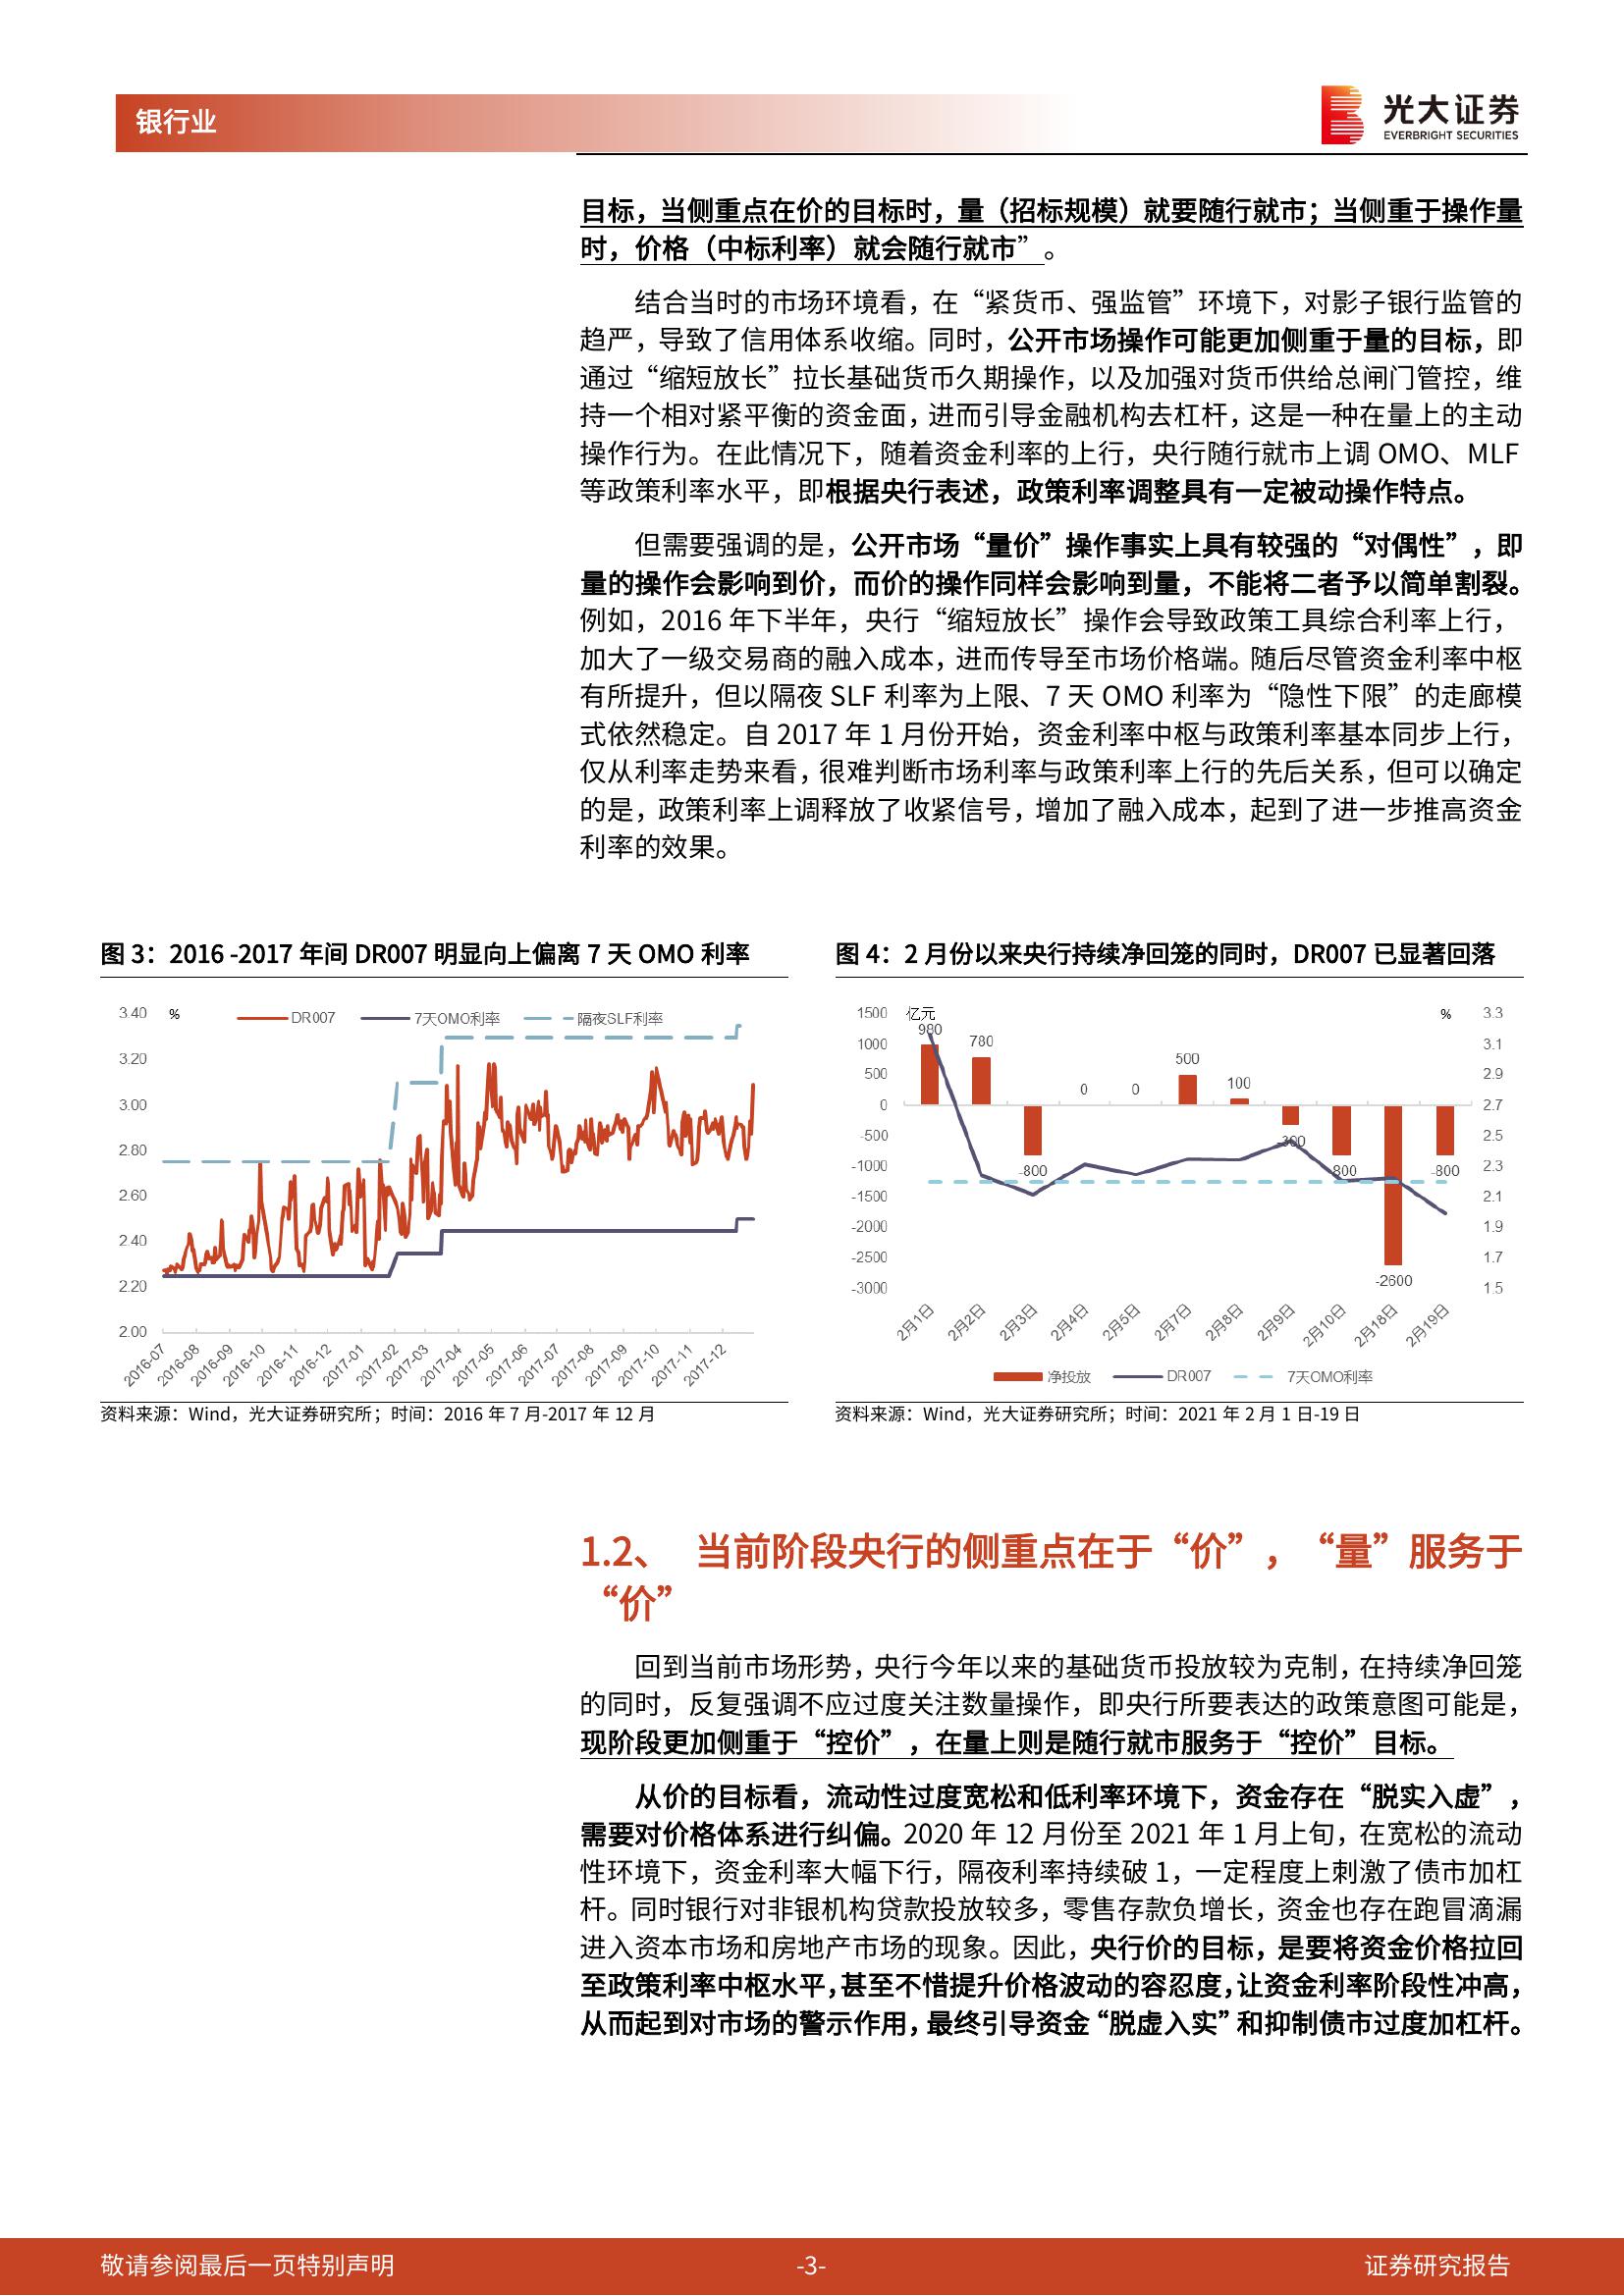 银行业
光大证券
EVERBRIGHT SECURITIES
目标，当侧重点在价的目标时，量（招标规模）就要随行就市；当侧重于操作量
时，价格（中标利率）就会随行就市”。
结合当时的市场环境看，在“紧货币、强监管”环境下，对影子银行监管的
趋严，导致了信用体系收缩。同时，公开市场操作可能更加侧重于量的目标，即
通过“缩短放长”拉长基础货币久期操作，以及加强对货币供给总闸门管控，维
持一个相对紧平衡的资金面，进而引导金融机构去杠杆，这是一种在量上的主动
操作行为。在此情况下，随着资金利率的上行，央行随行就市上调 OMO、MLF
等政策利率水平，即根据央行表述，政策利率调整具有一定被动操作特点。
但需要强调的是，公开市场“量价”操作事实上具有较强的“对偶性”，即
量的操作会影响到价，而价的操作同样会影响到量，不能将二者予以简单割裂。
例如，2016 年下半年，央行“缩短放长”操作会导致政策工具综合利率上行，
加大了一级交易商的融入成本，进而传导至市场价格端。随后尽管资金利率中枢
有所提升，但以隔夜 SLF 利率为上限、7 天 OMO 利率为“隐性下限”的走廊模
式依然稳定。自 2017 年 1 月份开始，资金利率中枢与政策利率基本同步上行，
仅从利率走势来看，很难判断市场利率与政策利率上行的先后关系，但可以确定
的是，政策利率上调释放了收紧信号，增加了融入成本，起到了进一步推高资金
利率的效果。
图 3：2016 -2017 年间 DR007 明显向上偏离 7 天 OMO 利率
%
DR007 7天OMO利率 隔夜SLF利率
3.40
3.20
3.00
2.80
2.60
2.40
2.20
2.00
2016-07 2016-08 2016-09 2016-10 2016-11 2016-12 2017-01 2017-02 2017-03 2017-04 2017-05 2017-06 2017-07 2017-08 2017-09 2017-10 2017-11 2017-12
资料来源：Wind，光大证券研究所；时间：2016 年 7 月-2017 年 12 月
图 4：2 月份以来央行持续净回笼的同时，DR007 已显著回落
亿元
%
1500
1000
500
0
-500
-1000
-1500
-2000
-2500
-3000
980 780 -800 0 0 500 100 -300 -800 -2600 -800
3.3
3.1
2.9
2.7
2.5
2.3
2.1
1.9
1.7
1.5
2月1日 2月2日 2月3日 2月4日 2月5日 2月7日 2月8日 2月9日 2月10日 2月18日 2月19日
净投放 DR007 7天OMO利率
资料来源：Wind，光大证券研究所；时间：2021 年 2 月 1 日-19 日
1.2、 当前阶段央行的侧重点在于“价”，“量”服务于
“价”
回到当前市场形势，央行今年以来的基础货币投放较为克制，在持续净回笼
的同时，反复强调不应过度关注数量操作，即央行所要表达的政策意图可能是，
现阶段更加侧重于“控价”，在量上则是随行就市服务于“控价”目标。
从价的目标看，流动性过度宽松和低利率环境下，资金存在“脱实入虚”，
需要对价格体系进行纠偏。2020 年 12 月份至 2021 年 1 月上旬，在宽松的流动
性环境下，资金利率大幅下行，隔夜利率持续破 1，一定程度上刺激了债市加杠
杆。同时银行对非银机构贷款投放较多，零售存款负增长，资金也存在跑冒滴漏
进入资本市场和房地产市场的现象。因此，央行价的目标，是要将资金价格拉回
至政策利率中枢水平，甚至不惜提升价格波动的容忍度，让资金利率阶段性冲高，
从而起到对市场的警示作用，最终引导资金“脱虚入实”和抑制债市过度加杠杆。
敬请参阅最后一页特别声明
-3-
证券研究报告